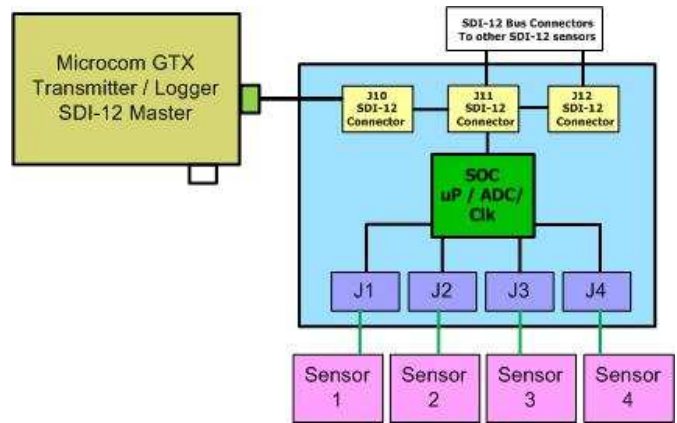 Microcom GTX
Transmitter / Logger
SDI-12 Master
SDI-12 Bus Connectors
To other SDI-12 sensors
J10
SDI-12
Connector
J11
SDI-12
Connector
J12
SDI-12
Connector
SOC
uP / ADC/
Clk
J1
J2
J3
J4
Sensor
1
Sensor
2
Sensor
3
Sensor
4